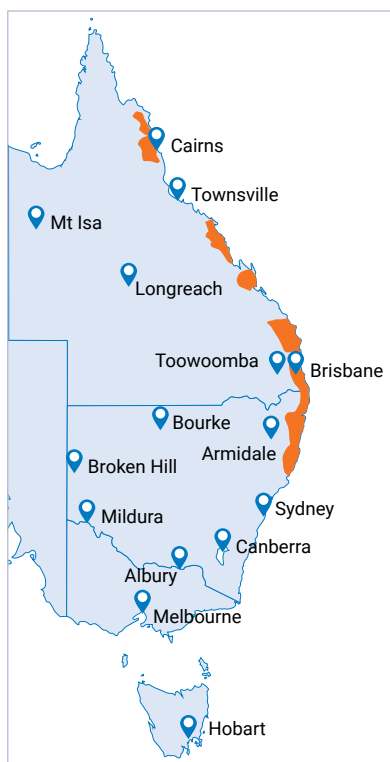 Cairns
Townsville
Mt Isa
Longreach
Toowoomba
Brisbane
Bourke
Armidale
Broken Hill
Sydney
Mildura
Canberra
Albury
Melbourne
Hobart